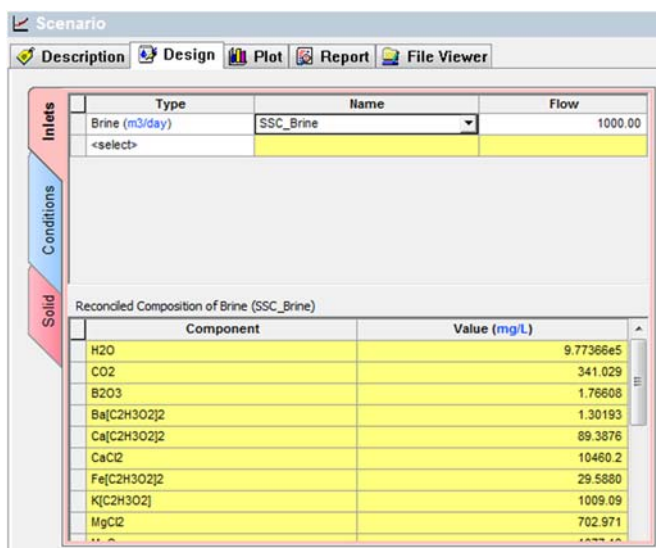 Scenario
Description Design Plot Report File Viewer
Inlets
Conditions
Solid
Type Name Flow
Brine (m3/day) SSC_Brine 1000.00
<select>
Reconciled Composition of Brine (SSC_Brine)
Component Value (mg/L)
H2O 9.77366e5
CO2 341.029
B2O3 1.76608
Ba[C2H3O2]2 1.30193
Ca[C2H3O2]2 89.3876
CaCl2 10460.2
Fe[C2H3O2]2 29.5880
K[C2H3O2] 1009.09
MgCl2 702.971